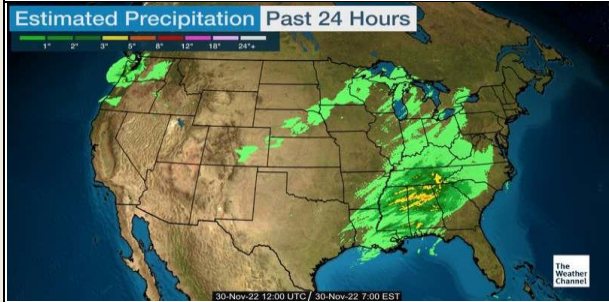 Estimated Precipitation Past 24 Hours
1" 2" 3" 5" 8" 12" 18" 24"+
The
Weather
Channel
30-Nov-22 12:00 UTC / 30-Nov-22 7:00 EST